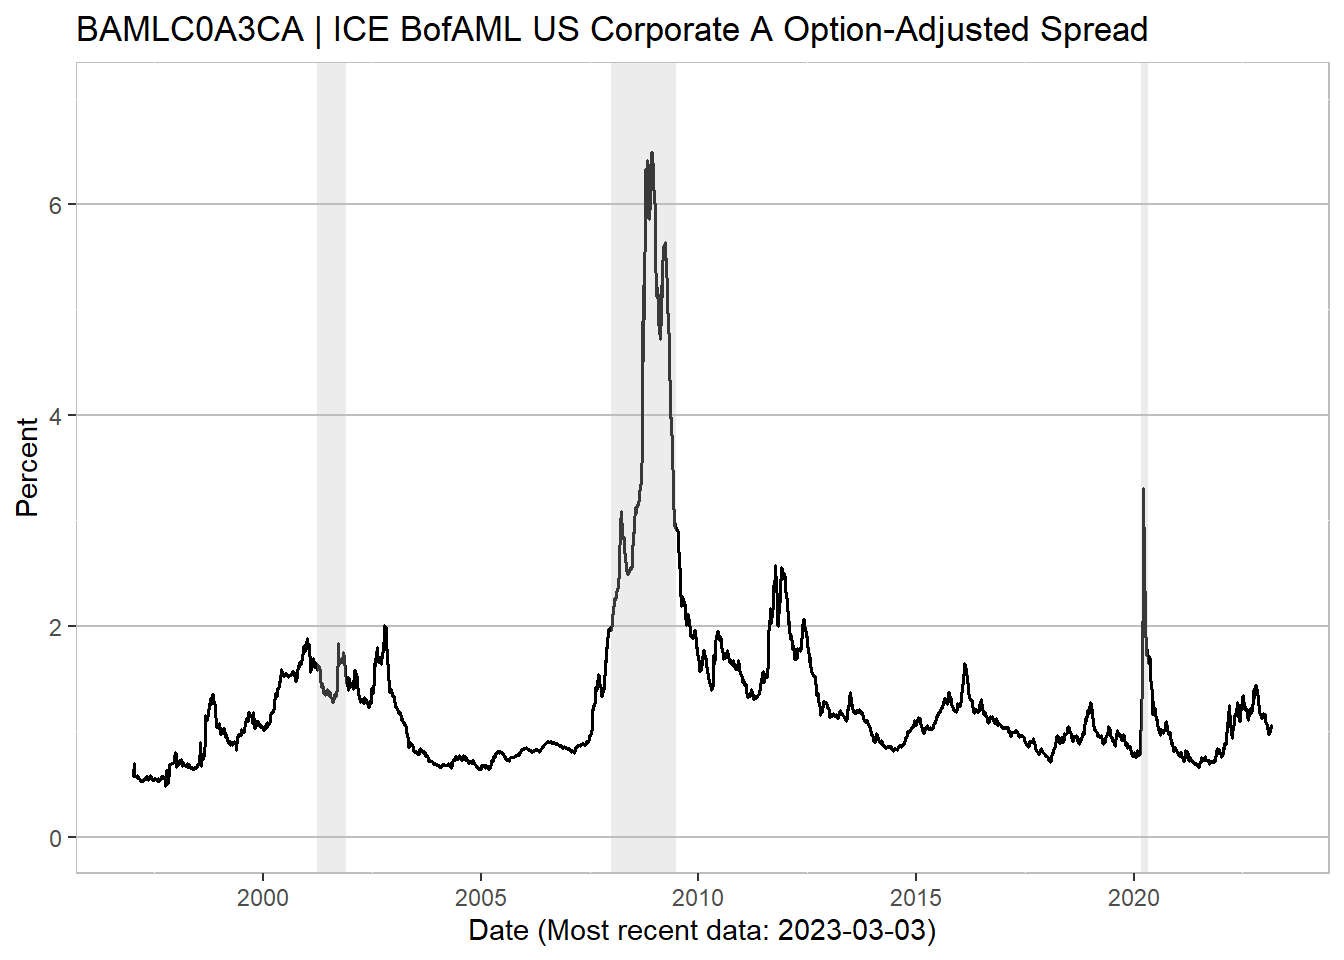 BAMLC0A3CA | ICE BofAML US Corporate A Option-Adjusted Spread
Percent
6
4
2
0
2000 2005 2010 2015 2020
Date (Most recent data: 2023-03-03)